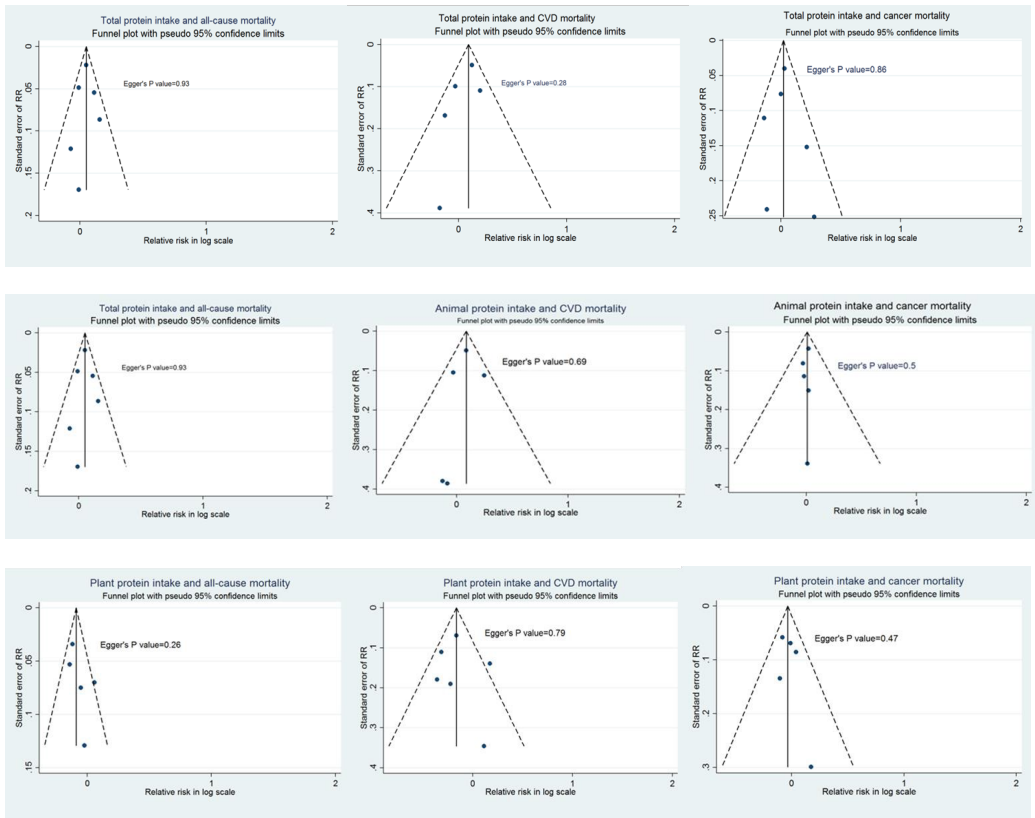 Total protein intake and all-cause mortality
Funnel plot with pseudo 95% confidence limits
Egger's P value=0.93
Standard error of RR
0
.05
.1
.15
.2
0 1 2
Relative risk in log scale
Total protein intake and CVD mortality
Funnel plot with pseudo 95% confidence limits
Egger's P value=0.28
Standard error of RR
0
.1
.2
.3
.4
0 1 2
Relative risk in log scale
Total protein intake and cancer mortality
Funnel plot with pseudo 95% confidence limits
Egger's P value=0.86
Standard error of RR
0
.05
.1
.15
.2
.25
0 1 2
Relative risk in log scale
Total protein intake and all-cause mortality
Funnel plot with pseudo 95% confidence limits
Egger's P value=0.93
Standard error of RR
0
.05
.1
.15
.2
0 1 2
Relative risk in log scale
Animal protein intake and CVD mortality
Funnel plot with pseudo 95% confidence limits
Egger's P value=0.69
Standard error of RR
0
.1
.2
.3
.4
0 1 2
Relative risk in log scale
Animal protein intake and cancer mortality
Funnel plot with pseudo 95% confidence limits
Egger's P value=0.5
Standard error of RR
0
.1
.2
.3
.4
0 1 2
Relative risk in log scale
Plant protein intake and all-cause mortality
Funnel plot with pseudo 95% confidence limits
Egger's P value=0.26
Standard error of RR
0
.05
.1
.15
0 1 2
Relative risk in log scale
Plant protein intake and CVD mortality
Funnel plot with pseudo 95% confidence limits
Egger's P value=0.79
Standard error of RR
0
.1
.2
.3
.4
0 1 2
Relative risk in log scale
Plant protein intake and cancer mortality
Funnel plot with pseudo 95% confidence limits
Egger's P value=0.47
Standard error of RR
0
.1
.2
.3
0 1 2
Relative risk in log scale